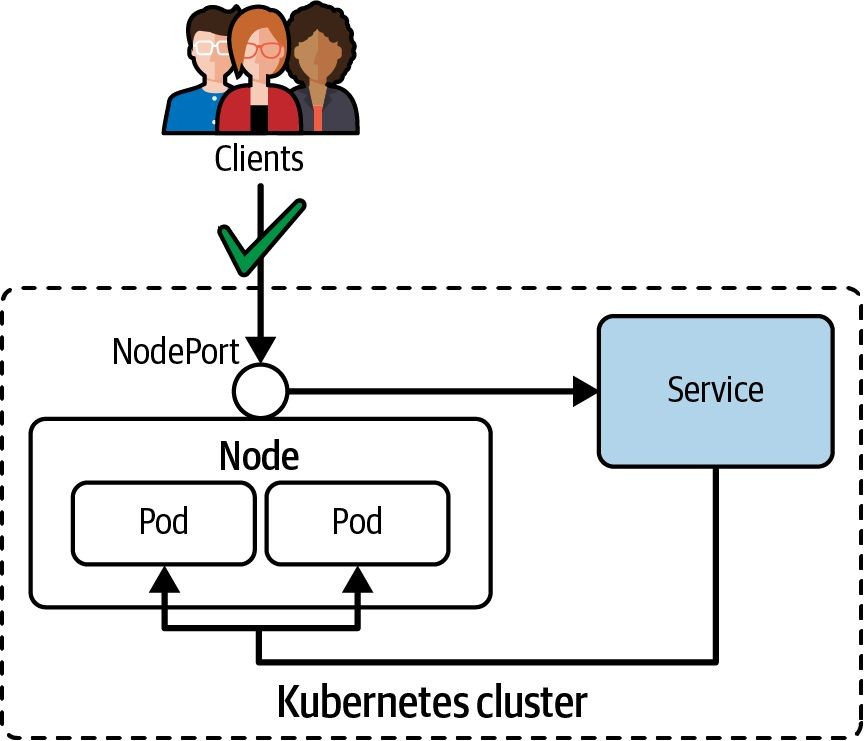 Clients
NodePort
Service
Node
Pod
Pod
Kubernetes cluster